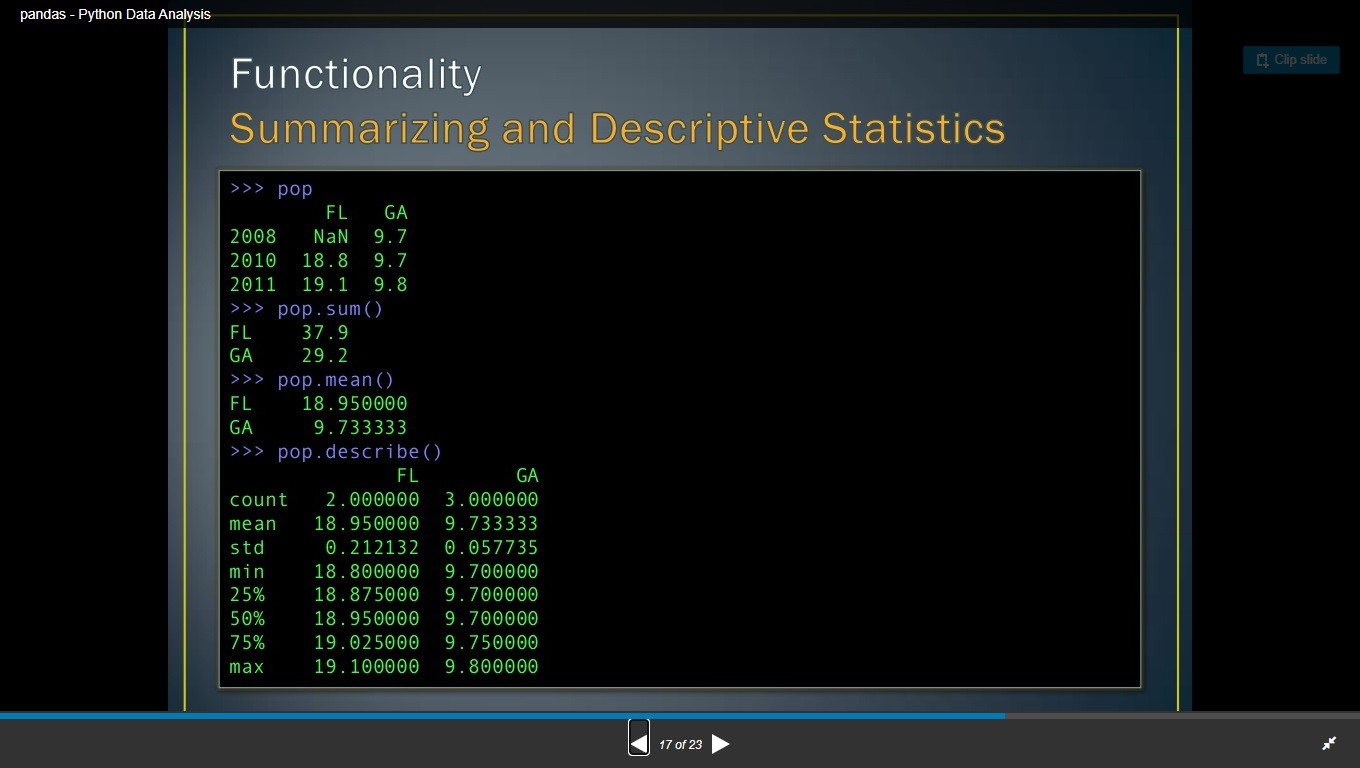 pandas - Python Data Analysis
Clip slide
Functionality
Summarizing and Descriptive Statistics
>>> pop
        FL   GA
2008   NaN  9.7
2010  18.8  9.7
2011  19.1  9.8
>>> pop.sum()
FL    37.9
GA    29.2
>>> pop.mean()
FL    18.950000
GA     9.733333
>>> pop.describe()
              FL        GA
count   2.000000  3.000000
mean   18.950000  9.733333
std     0.212132  0.057735
min    18.800000  9.700000
25%    18.875000  9.700000
50%    18.950000  9.700000
75%    19.025000  9.750000
max    19.100000  9.800000
17 of 23